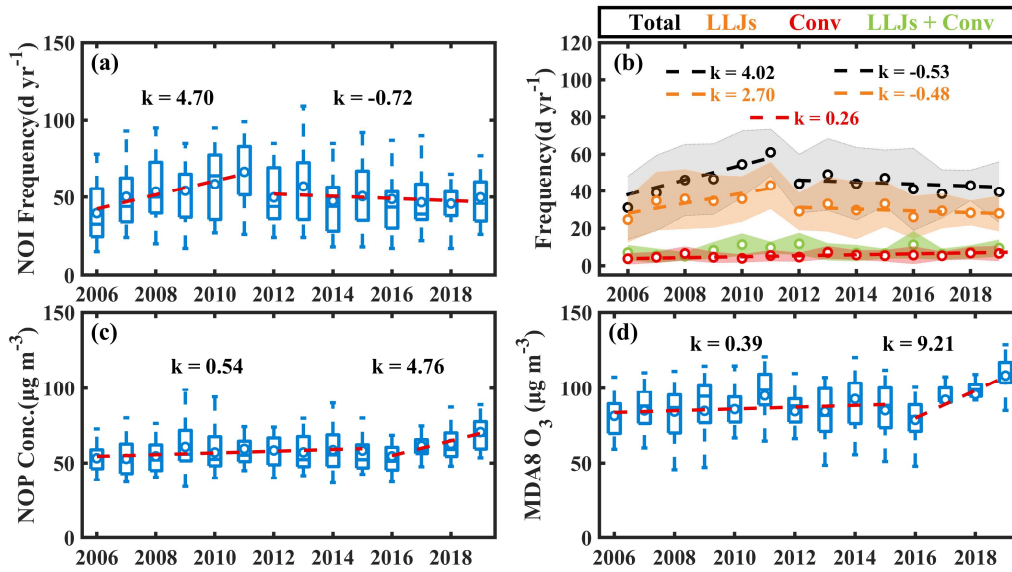 Total LLJs Conv LLJs + Conv
(a)
k = 4.70
k = -0.72
NOI Frequency(d yr⁻¹)
150
100
50
0
2006 2008 2010 2012 2014 2016 2018
(b)
k = 4.02
k = -0.53
k = 2.70
k = -0.48
k = 0.26
Frequency(d yr⁻¹)
120
100
80
60
40
20
0
2006 2008 2010 2012 2014 2016 2018
(c)
k = 0.54
k = 4.76
NOP Conc.(µg m⁻³)
150
100
50
0
2006 2008 2010 2012 2014 2016 2018
(d)
k = 0.39
k = 9.21
MDA8 O₃ (µg m⁻³)
150
100
50
0
2006 2008 2010 2012 2014 2016 2018